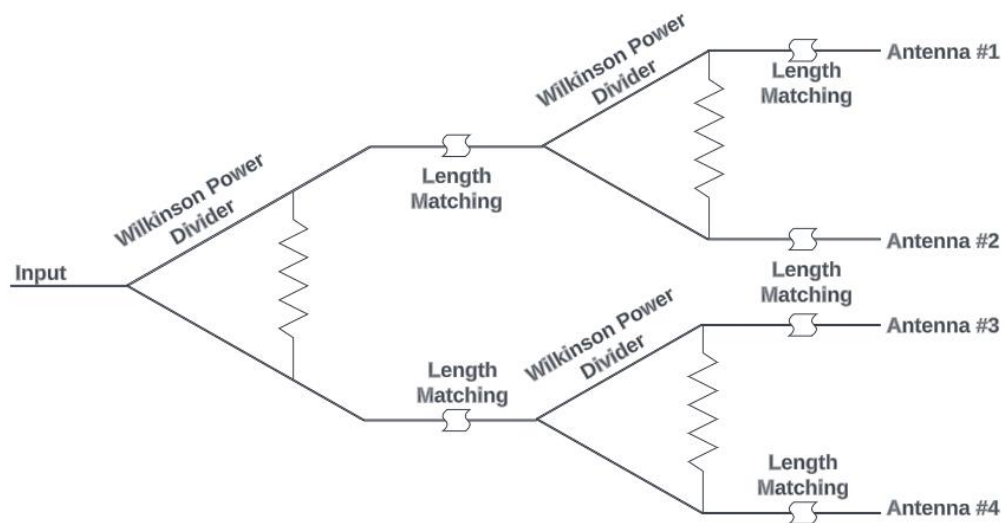 Wilkinson Power
Divider
Antenna #1
Length
Matching
Wilkinson Power
Divider
Length
Matching
Antenna #2
Input
Length
Matching
Wilkinson Power
Divider
Antenna #3
Length
Matching
Length
Matching
Antenna #4